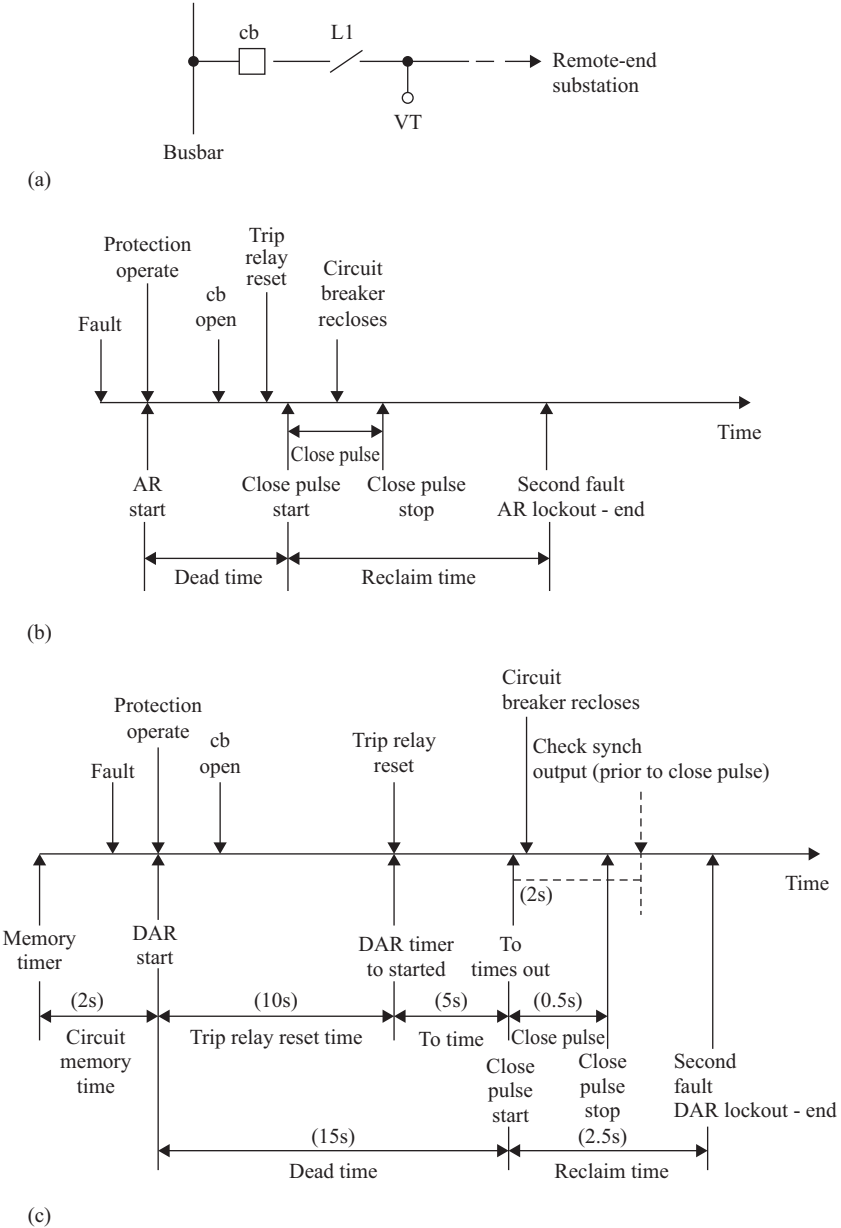 cb
L1
Remote-end
substation
VT
Busbar
(a)
Protection
operate
Trip
relay
reset
Circuit
breaker
recloses
cb
open
Fault
Time
Close pulse
AR
start
Close pulse
start
Close pulse
stop
Second fault
AR lockout - end
Dead time
Reclaim time
(b)
Circuit
breaker recloses
Protection
operate
cb
open
Trip relay
reset
Check synch
output (prior to close pulse)
Fault
Time
(2s)
Memory
timer
DAR
start
DAR timer
to started
To
times out
(2s)
(10s)
(5s)
(0.5s)
Circuit
memory
time
Trip relay reset time
To time
Close pulse
Close
pulse
start
Close
pulse
stop
Second
fault
DAR lockout - end
(15s)
(2.5s)
Dead time
Reclaim time
(c)